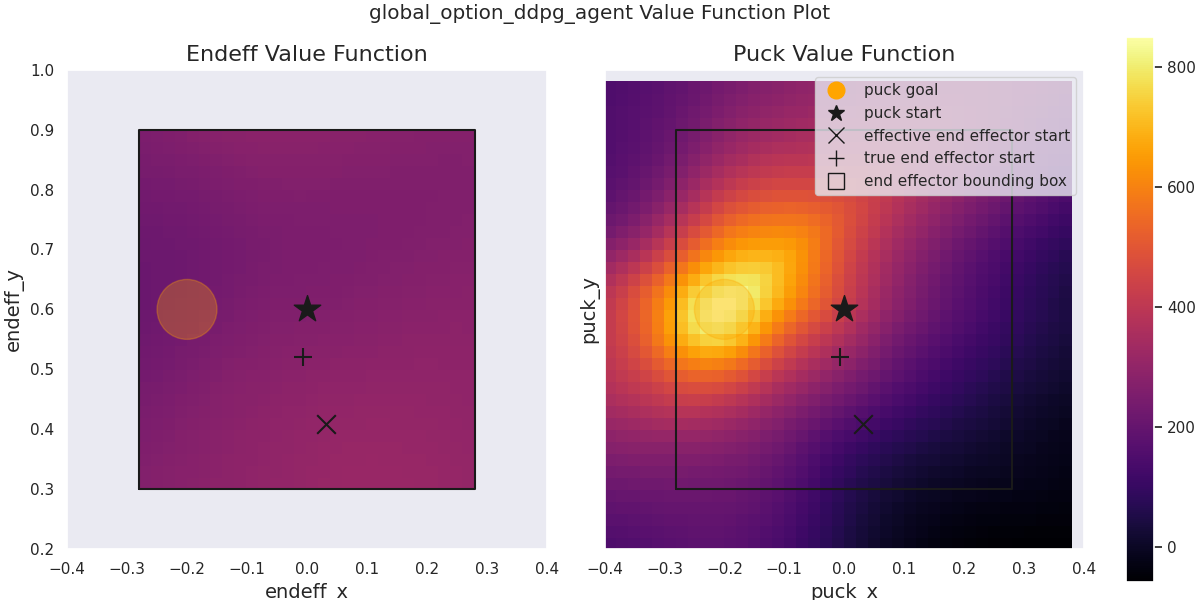 global_option_ddpg_agent Value Function Plot
Endeff Value Function
1.0
0.9
0.8
0.7
0.6
0.5
0.4
0.3
0.2
endeff_y
−0.4 −0.3 −0.2 −0.1 0.0 0.1 0.2 0.3 0.4
endeff_x
Puck Value Function
puck goal
puck start
effective end effector start
true end effector start
end effector bounding box
puck_y
−0.4 −0.3 −0.2 −0.1 0.0 0.1 0.2 0.3 0.4
puck_x
800
600
400
200
0